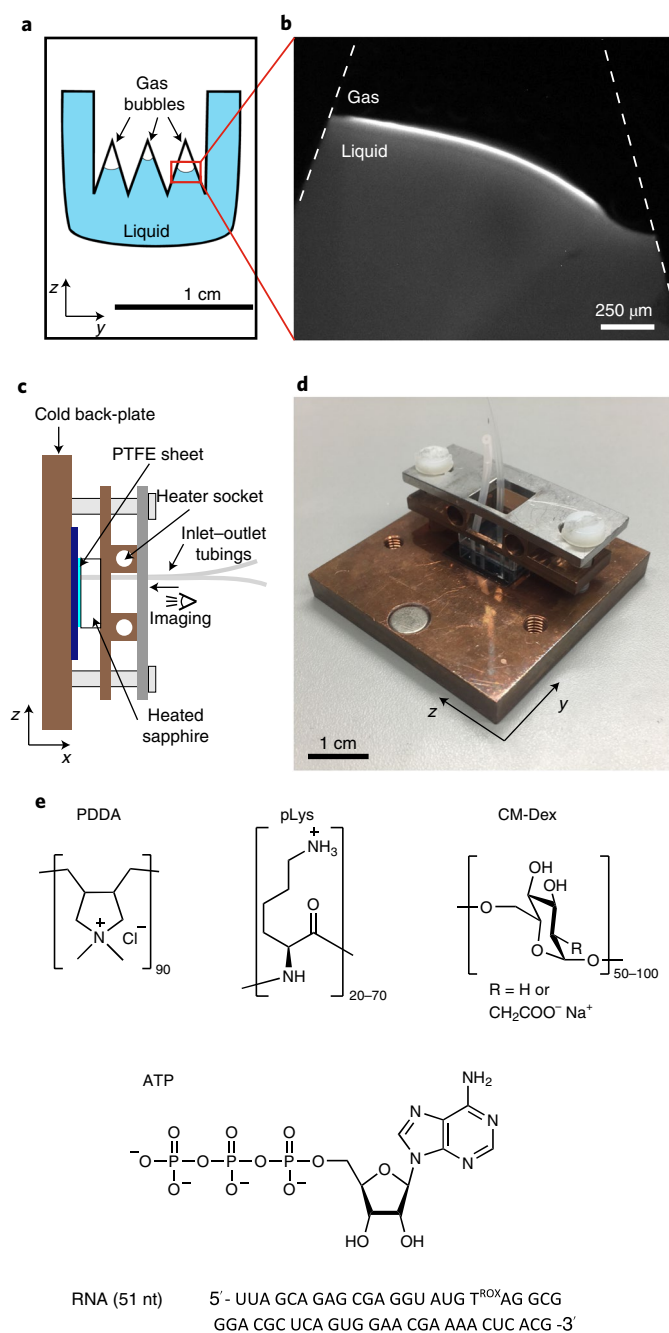 a
Gas
bubbles
Liquid
z
y
1 cm
b
Gas
Liquid
250 μm
c
Cold back-plate
PTFE sheet
Heater socket
Inlet–outlet
tubings
Imaging
Heated
sapphire
z
x
d
z
y
1 cm
e
PDDA
N
+
Cl−
90
pLys
+
NH3
O
NH
20–70
CM-Dex
OH
OH
O
O
R
O
50–100
R = H or
CH2COO− Na+
ATP
NH2
N
N
N
N
O
O
O
−O
P
O
P
O
P
O
O−
O−
O−
O
HO
OH
RNA (51 nt)
5′- UUA GCA GAG CGA GGU AUG TROXAG GCG
GGA CGC UCA GUG GAA CGA AAA CUC ACG -3′